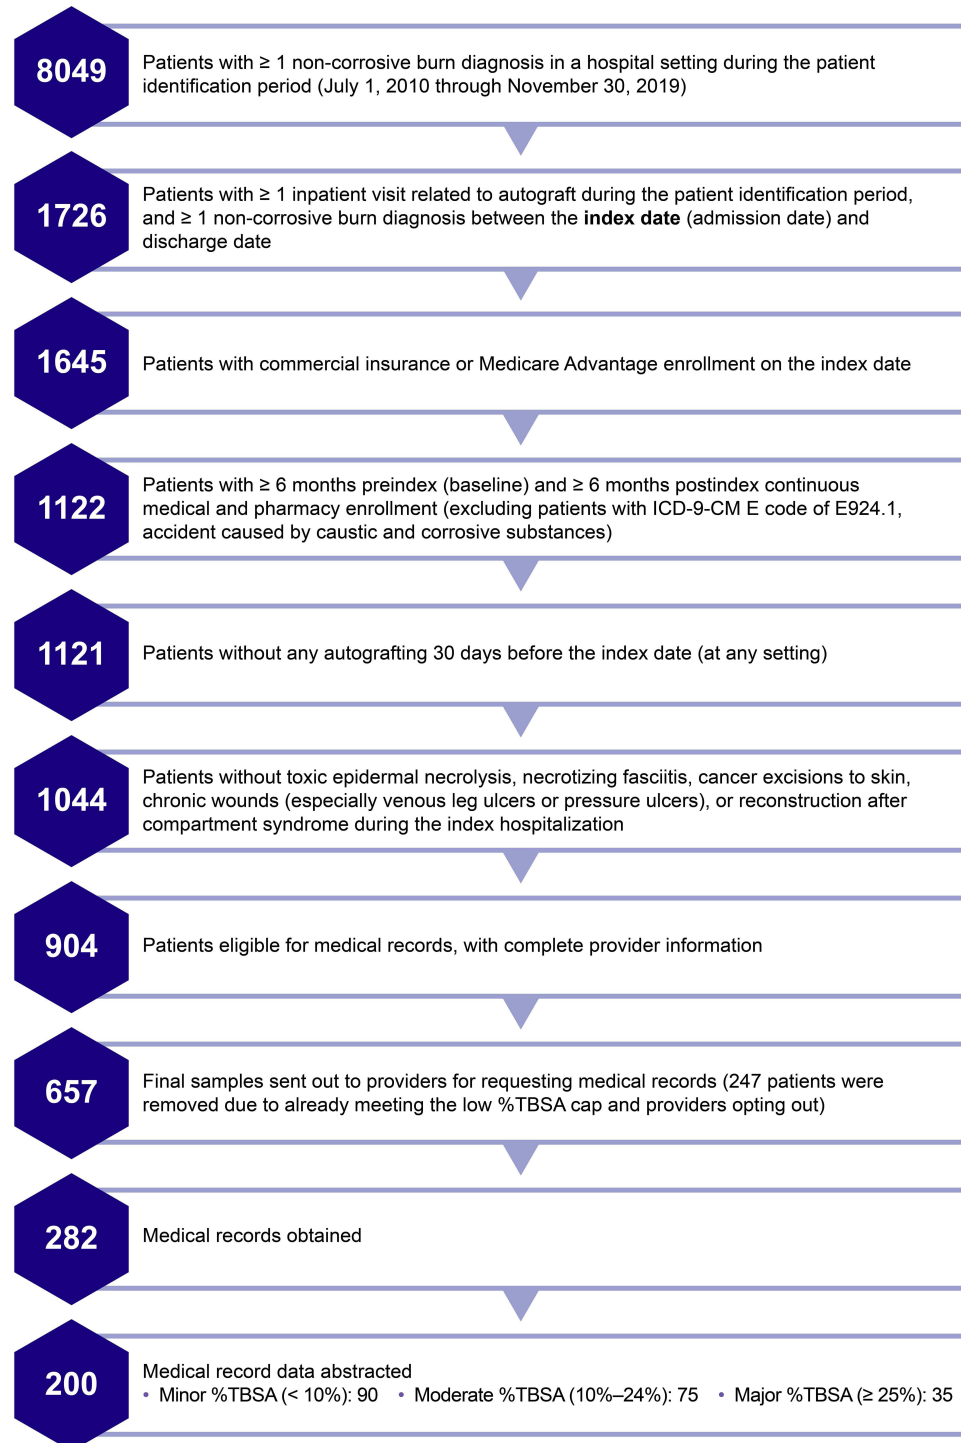 8049
Patients with ≥ 1 non-corrosive burn diagnosis in a hospital setting during the patient
identification period (July 1, 2010 through November 30, 2019)
1726
Patients with ≥ 1 inpatient visit related to autograft during the patient identification period,
and ≥ 1 non-corrosive burn diagnosis between the index date (admission date) and
discharge date
1645
Patients with commercial insurance or Medicare Advantage enrollment on the index date
1122
Patients with ≥ 6 months preindex (baseline) and ≥ 6 months postindex continuous
medical and pharmacy enrollment (excluding patients with ICD-9-CM E code of E924.1,
accident caused by caustic and corrosive substances)
1121
Patients without any autografting 30 days before the index date (at any setting)
1044
Patients without toxic epidermal necrolysis, necrotizing fasciitis, cancer excisions to skin,
chronic wounds (especially venous leg ulcers or pressure ulcers), or reconstruction after
compartment syndrome during the index hospitalization
904
Patients eligible for medical records, with complete provider information
657
Final samples sent out to providers for requesting medical records (247 patients were
removed due to already meeting the low %TBSA cap and providers opting out)
282
Medical records obtained
200
Medical record data abstracted
• Minor %TBSA (< 10%): 90 • Moderate %TBSA (10%–24%): 75 • Major %TBSA (≥ 25%): 35